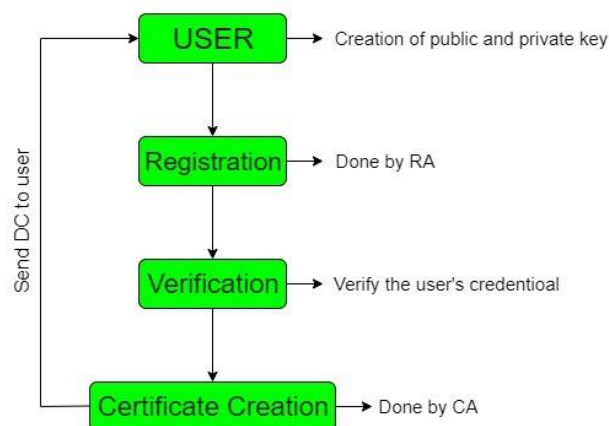 USER
Creation of public and private key
Registration
Done by RA
Send DC to user
Verification
Verify the user's credentioal
Certificate Creation
Done by CA